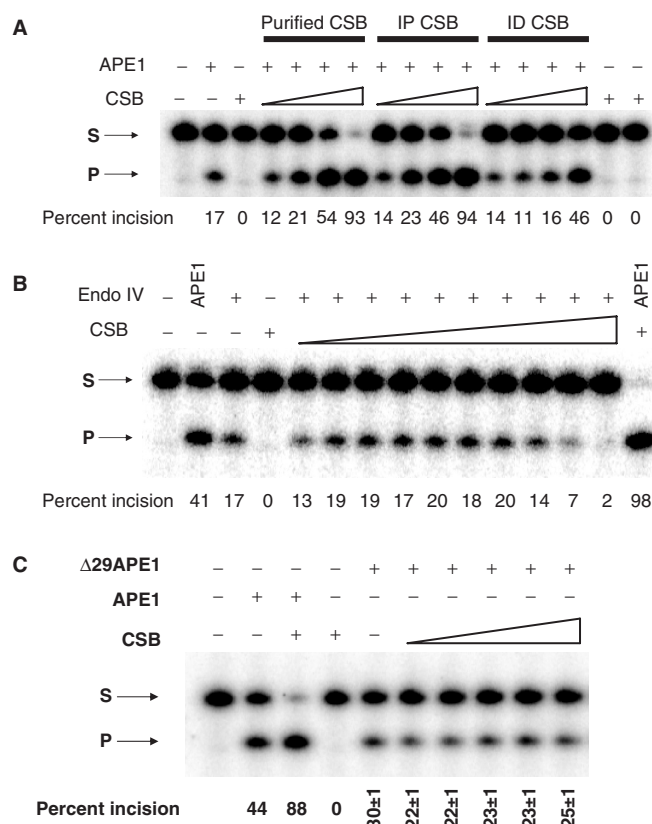 A
Purified CSB IP CSB ID CSB
APE1 – + – + + + + + + + + + + + + – –
CSB – – + + +
S
P
Percent incision 17 0 12 21 54 93 14 23 46 94 14 11 16 46 0 0
B
Endo IV – APE1 + – + + + + + + + + + + APE1
CSB – – – + +
S
P
Percent incision 41 17 0 13 19 19 17 20 18 20 14 7 2 98
C
Δ29APE1 – – – – + + + + + +
APE1 – + + – – – – – – –
CSB – – + + –
S
P
Percent incision 44 88 0 30±1 22±1 22±1 23±1 23±1 25±1